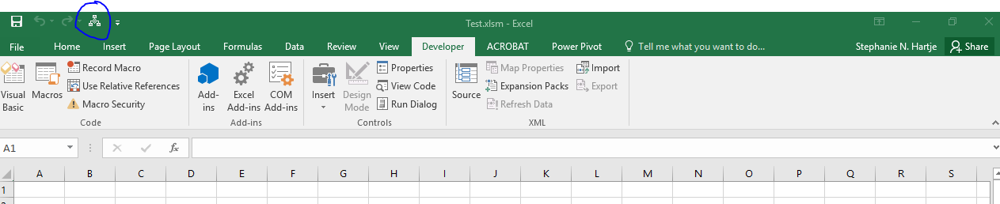 Test.xlsm - Excel
File Home Insert Page Layout Formulas Data Review View Developer ACROBAT Power Pivot Tell me what you want to do... Stephanie N. Hartje Share
Visual Basic
Macros
Record Macro
Use Relative References
Macro Security
Code
Add-ins
Excel Add-ins
COM Add-ins
Add-ins
Insert
Design Mode
Properties
View Code
Run Dialog
Controls
Source
Map Properties
Expansion Packs
Refresh Data
Import
Export
XML
A1 fx
A B C D E F G H I J K L M N O P Q R S
1